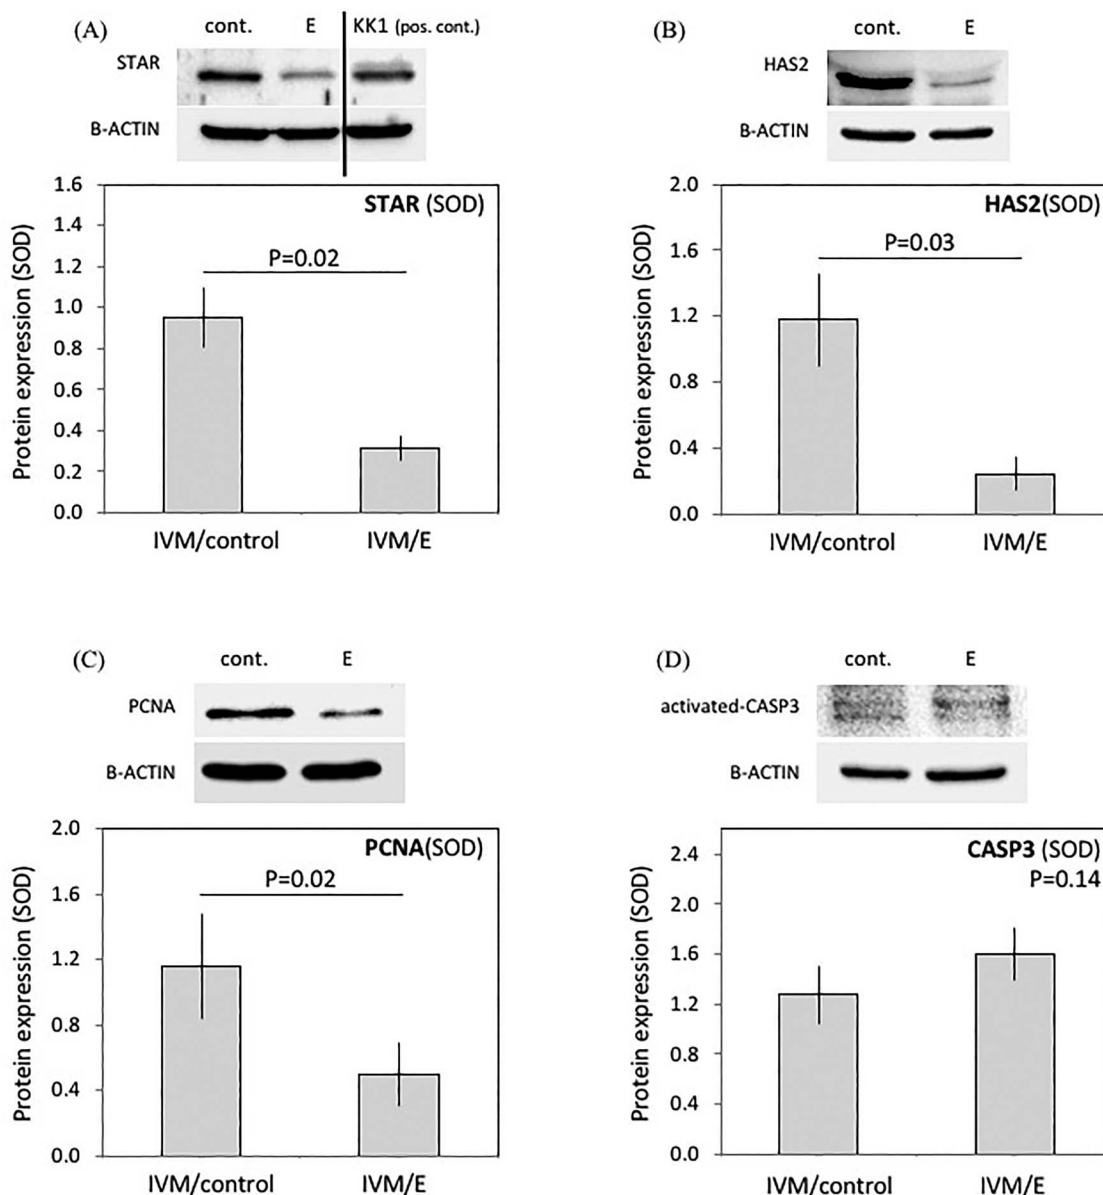 (A)
cont. E KK1 (pos. cont.)
STAR
B-ACTIN
STAR (SOD)
P=0.02
Protein expression (SOD)
1.6
1.4
1.2
1.0
0.8
0.6
0.4
0.2
0.0
IVM/control IVM/E
(B)
cont. E
HAS2
B-ACTIN
HAS2(SOD)
P=0.03
Protein expression (SOD)
2.0
1.6
1.2
0.8
0.4
0.0
IVM/control IVM/E
(C)
cont. E
PCNA
B-ACTIN
PCNA(SOD)
P=0.02
Protein expression (SOD)
2.0
1.6
1.2
0.8
0.4
0.0
IVM/control IVM/E
(D)
cont. E
activated-CASP3
B-ACTIN
CASP3 (SOD)
P=0.14
Protein expression (SOD)
2.4
2.0
1.6
1.2
0.8
0.4
0.0
IVM/control IVM/E